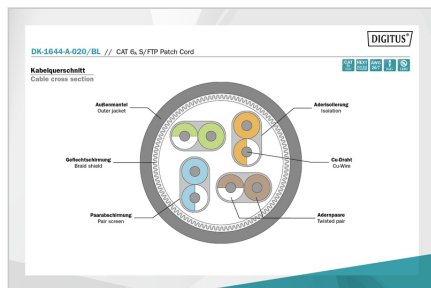 DIGITUS®
DK-1644-A-020/BL // CAT 6A S/FTP Patch Cord
Kabelquerschnitt
Cable cross section
Außenmantel
Outer jacket
Aderisolierung
Isolation
Geflechtschirmung
Braid shield
Cu-Draht
Cu-Wire
Paarabschirmung
Pair screen
Adernpaare
Twisted pair